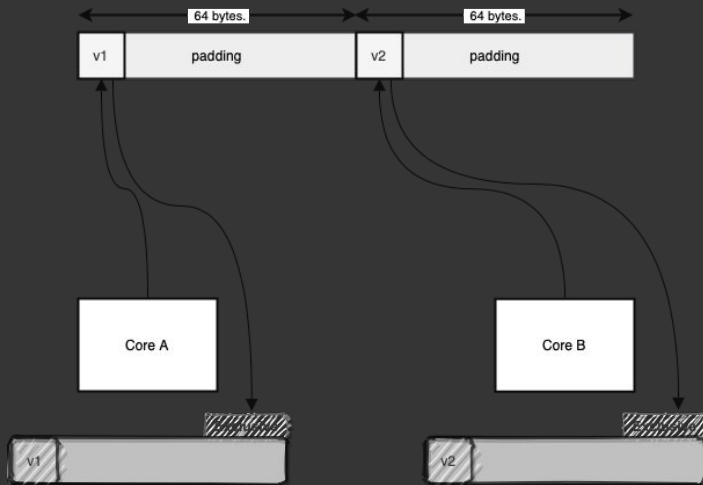 64 bytes. 64 bytes.
v1 padding v2 padding
Core A Core B
v1 v2